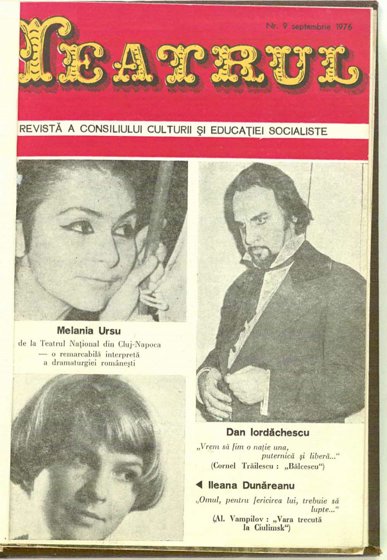 Nr. 9 septembrie 1976
TEATRUL
REVISTĂ A CONSILIULUI CULTURII ŞI EDUCAŢIEI SOCIALISTE
Melania Ursu
de la Teatrul Naţional din Cluj-Napoca
— o remarcabilă interpretă
a dramaturgiei româneşti
Dan Iordăchescu
„Vrem să fim o naţie una,
puternică şi liberă..."
(Cornel Trăilescu : „Bălcescu")
◄ Ileana Dunăreanu
„Omul, pentru fericirea lui, trebuie să
lupte..."
(Al. Vampilov : „Vara trecută
la Ciulimsk")